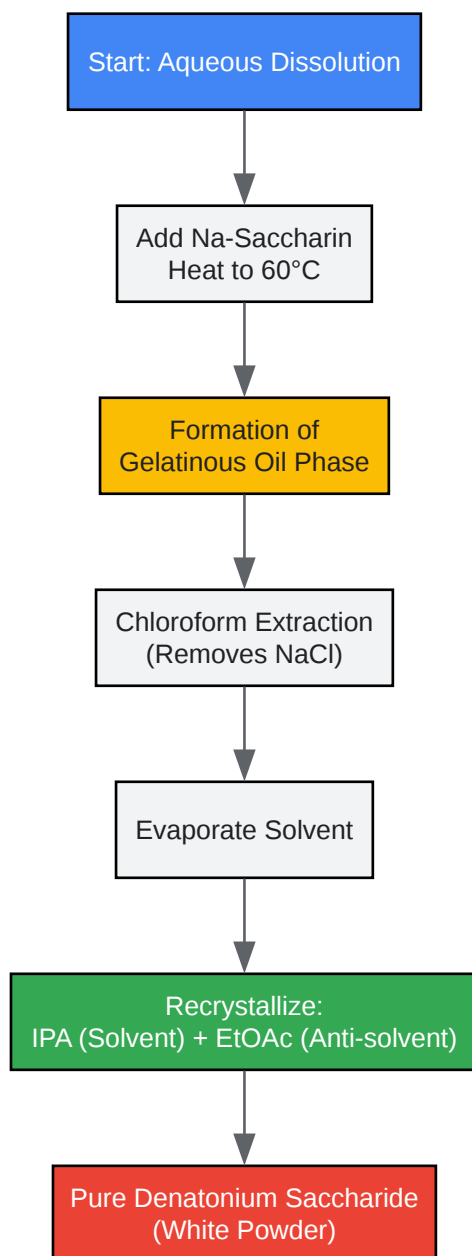 Start: Aqueous Dissolution
Add Na-Saccharin
Heat to 60°C
Formation of
Gelatinous Oil Phase
Chloroform Extraction
(Removes NaCl)
Evaporate Solvent
Recrystallize:
IPA (Solvent) + EtOAc (Anti-solvent)
Pure Denatonium Saccharide
(White Powder)